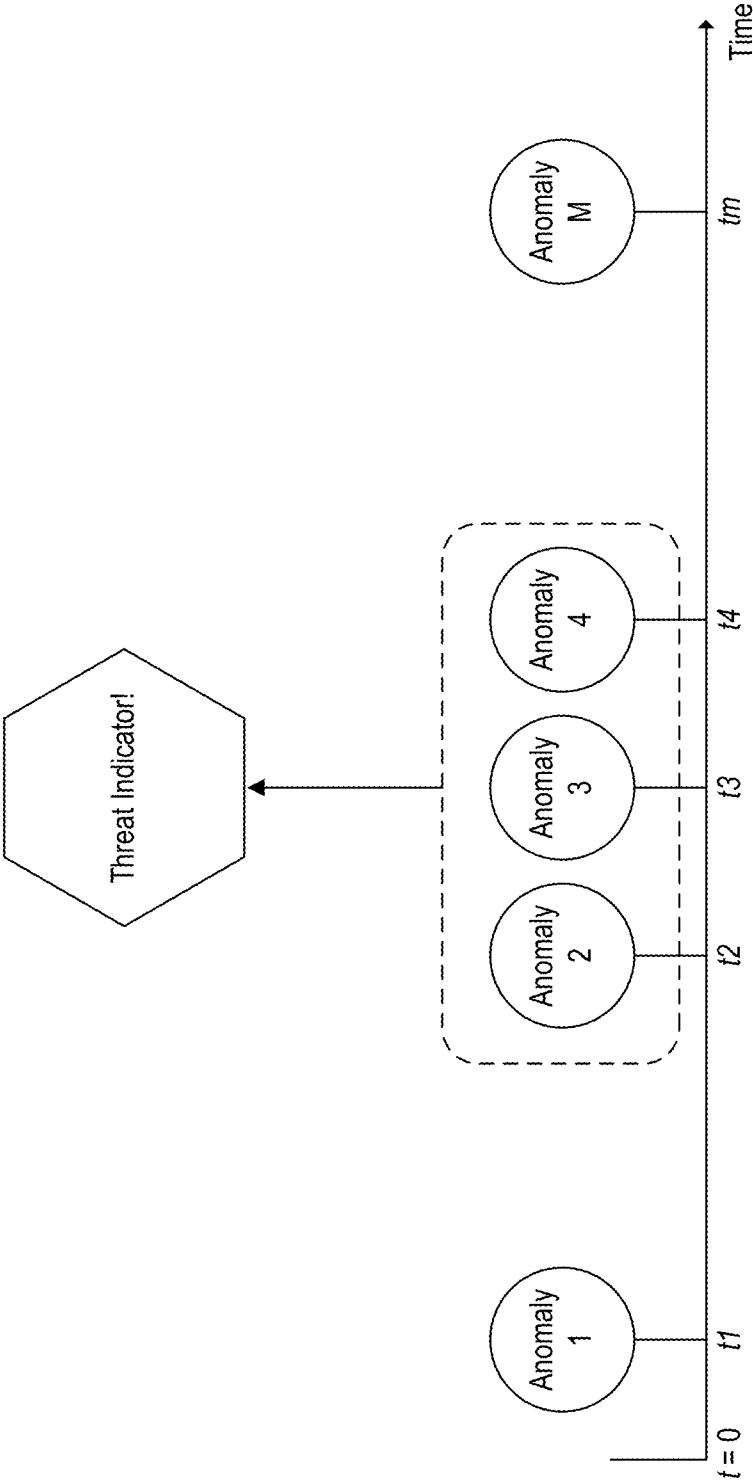 Threat Indicator!
Anomaly
1
Anomaly
2
Anomaly
3
Anomaly
4
Anomaly
M
t = 0
t1
t2
t3
t4
tm
Time